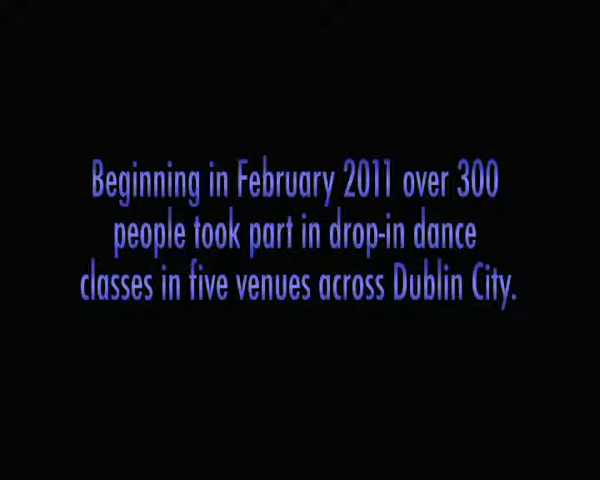 Beginning in February 2011 over 300
people took part in drop-in dance
classes in five venues across Dublin City.